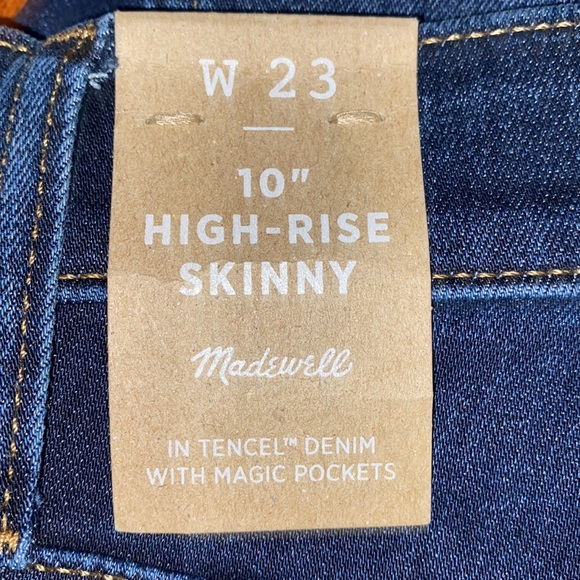 W 23
10"
HIGH-RISE
SKINNY
Madewell
IN TENCEL™ DENIM
WITH MAGIC POCKETS